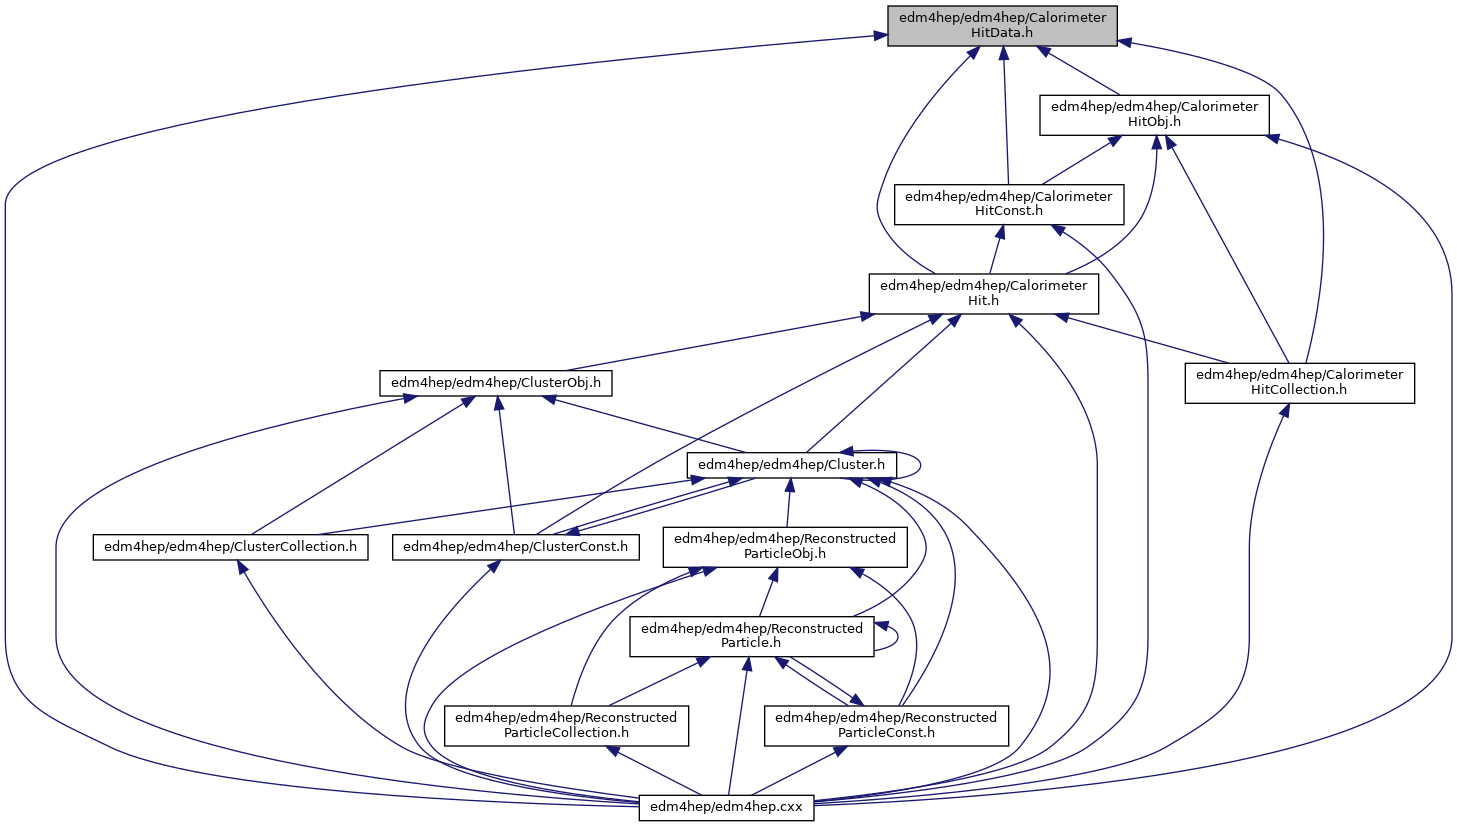 edm4hep/edm4hep/Calorimeter
HitData.h
edm4hep/edm4hep/Calorimeter
HitObj.h
edm4hep/edm4hep/Calorimeter
HitConst.h
edm4hep/edm4hep/Calorimeter
Hit.h
edm4hep/edm4hep/ClusterObj.h
edm4hep/edm4hep/Calorimeter
HitCollection.h
edm4hep/edm4hep/Cluster.h
edm4hep/edm4hep/ClusterCollection.h
edm4hep/edm4hep/ClusterConst.h
edm4hep/edm4hep/Reconstructed
ParticleObj.h
edm4hep/edm4hep/Reconstructed
Particle.h
edm4hep/edm4hep/Reconstructed
ParticleCollection.h
edm4hep/edm4hep/Reconstructed
ParticleConst.h
edm4hep/edm4hep.cxx